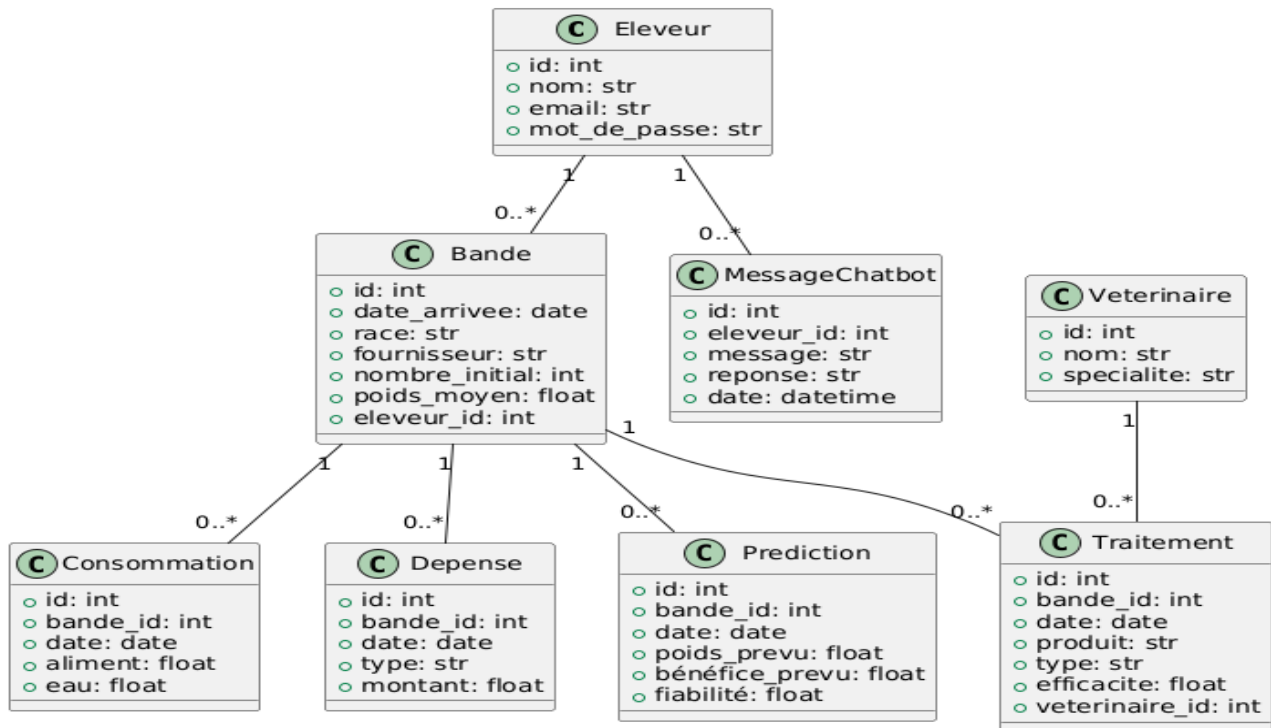 C Eleveur
id: int
nom: str
email: str
mot_de_passe: str
1
1
0..*
0..*
C Bande
id: int
date_arrivee: date
race: str
fournisseur: str
nombre_initial: int
poids_moyen: float
eleveur_id: int
C MessageChatbot
id: int
eleveur_id: int
message: str
reponse: str
date: datetime
C Veterinaire
id: int
nom: str
specialite: str
1
1
1
1
1
0..*
0..*
0..*
0..*
0..*
C Consommation
id: int
bande_id: int
date: date
aliment: float
eau: float
C Depense
id: int
bande_id: int
date: date
type: str
montant: float
C Prediction
id: int
bande_id: int
date: date
poids_prevu: float
bénéfice_prevu: float
fiabilité: float
C Traitement
id: int
bande_id: int
date: date
produit: str
type: str
efficacite: float
veterinaire_id: int